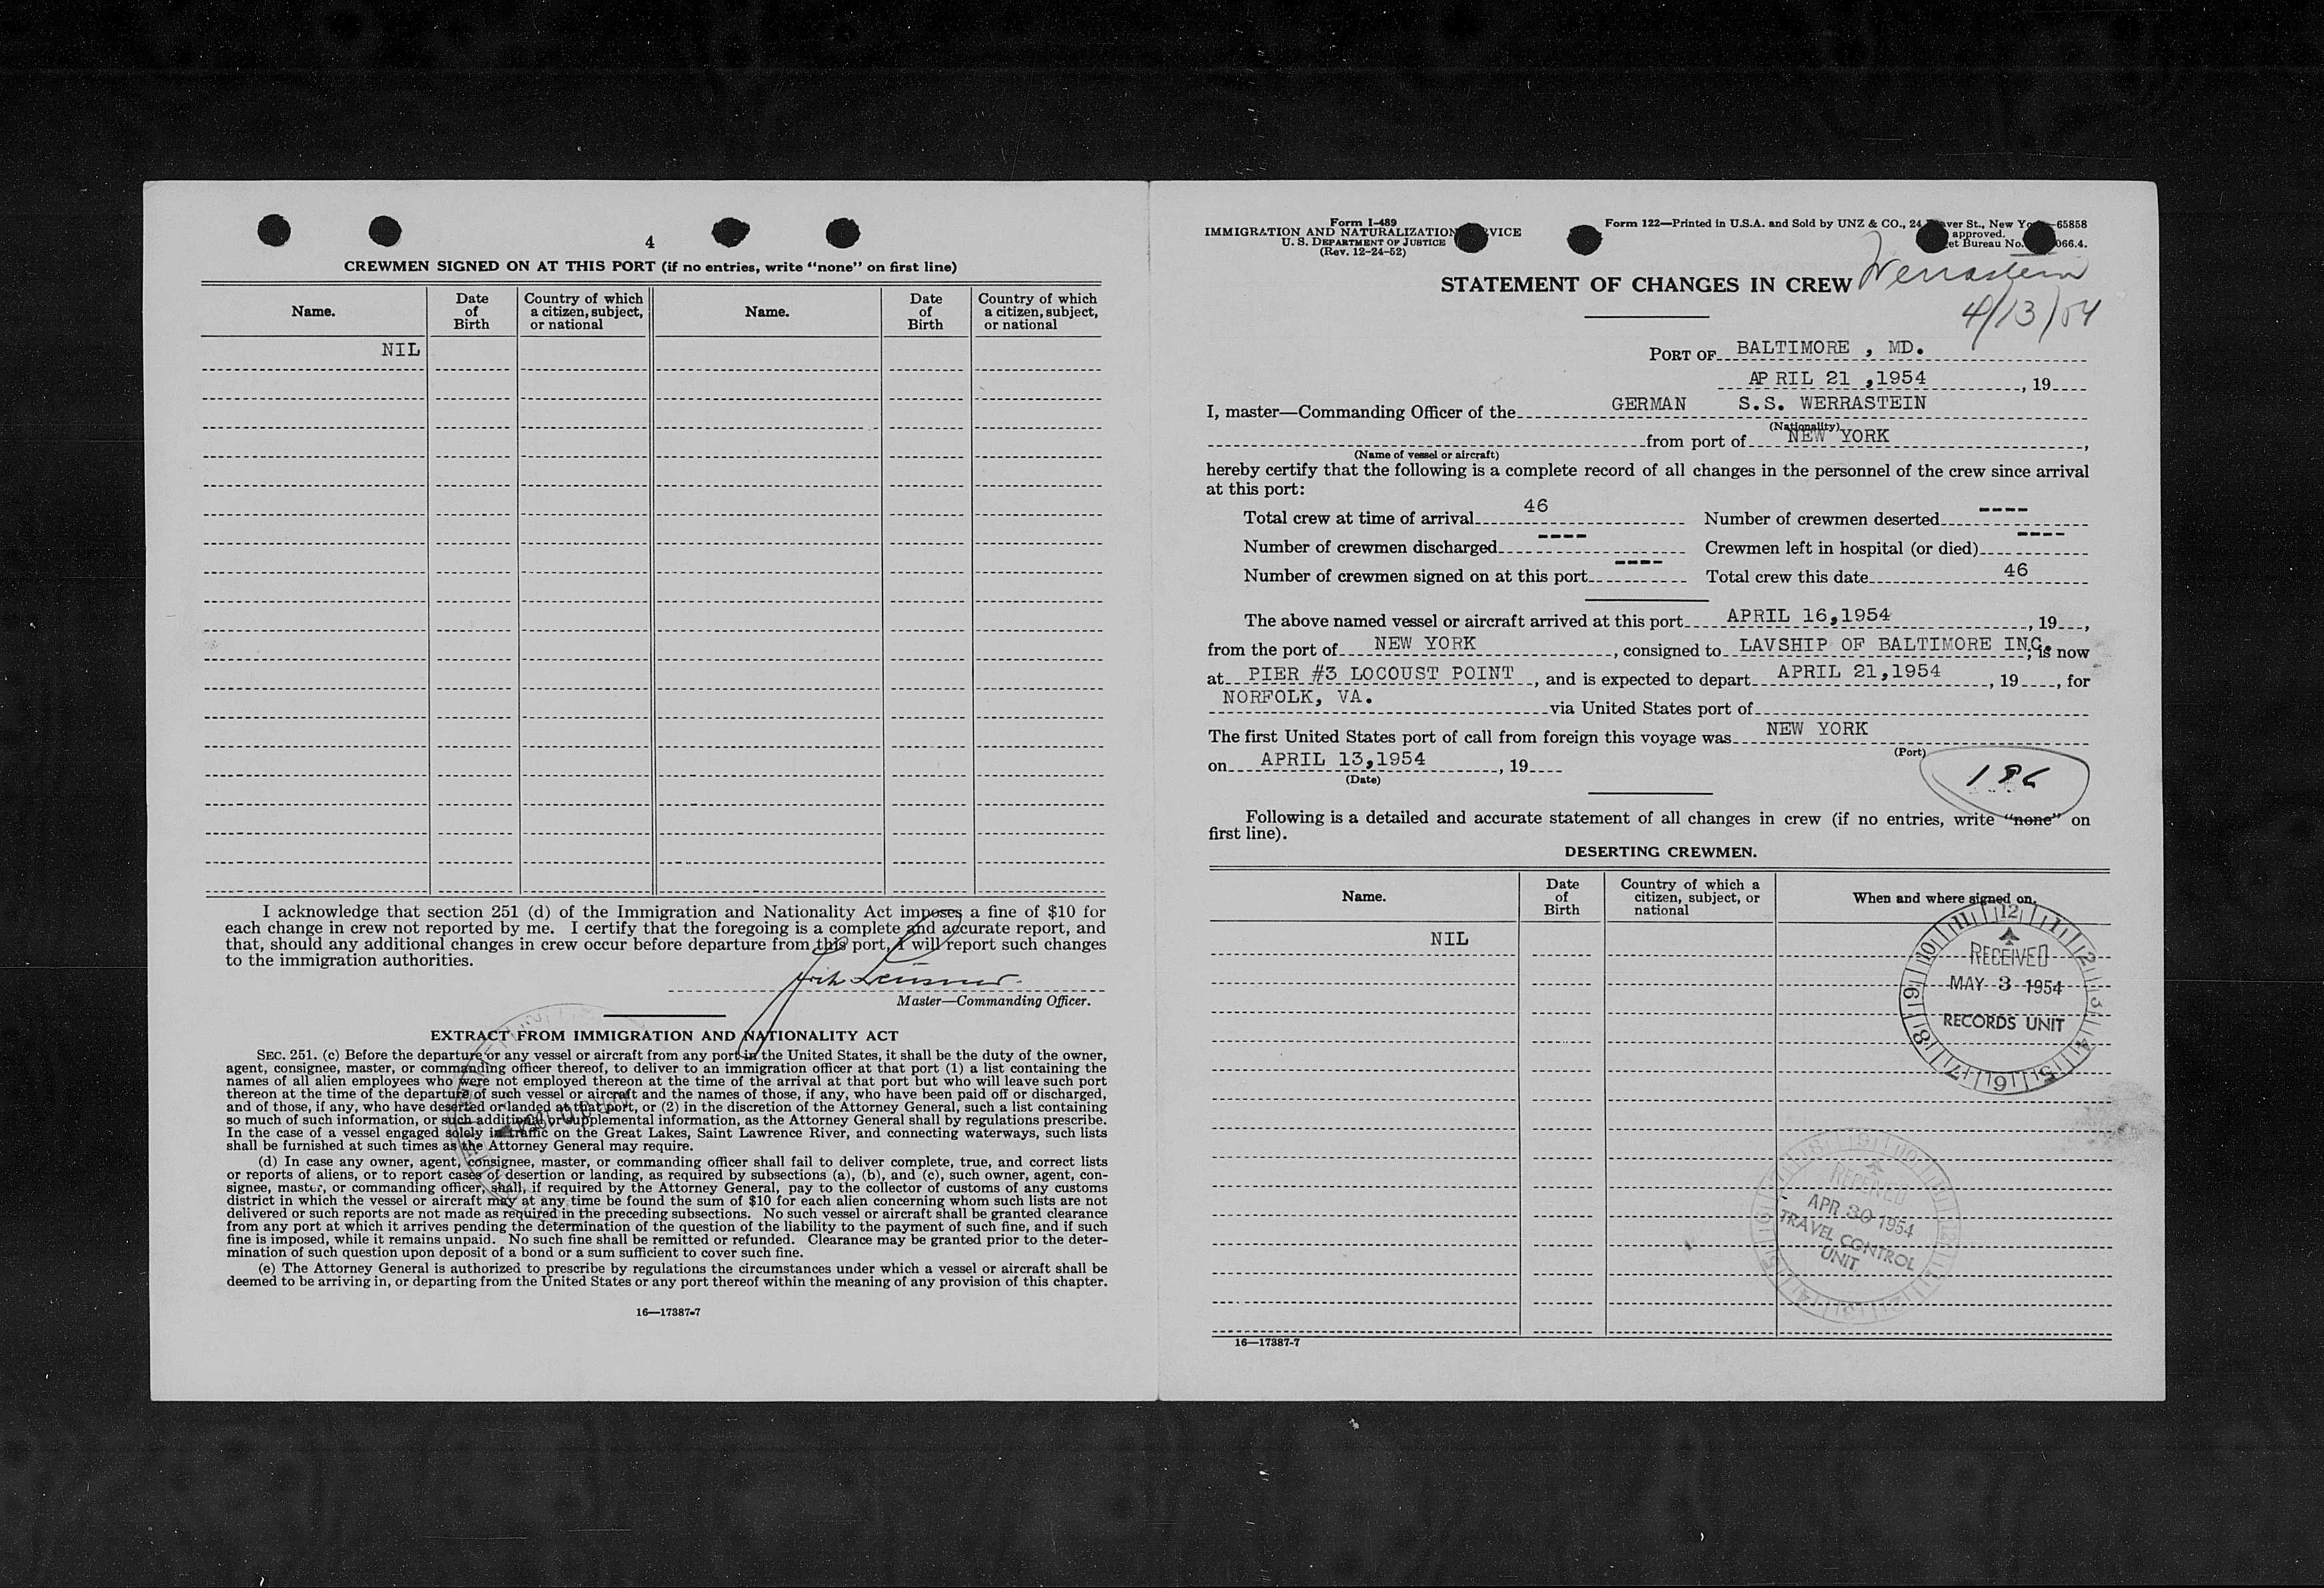 4
CREWMEN SIGNED ON AT THIS PORT (if no entries, write “none” on first line)
Name. Date of Birth Country of which a citizen, subject, or national Name. Date of Birth Country of which a citizen, subject, or national
NIL
I acknowledge that section 251 (d) of the Immigration and Nationality Act imposes a fine of $10 for
each change in crew not reported by me. I certify that the foregoing is a complete and accurate report, and
that, should any additional changes in crew occur before departure from this port, I will report such changes
to the immigration authorities.
Master—Commanding Officer.
EXTRACT FROM IMMIGRATION AND NATIONALITY ACT
SEC. 251. (c) Before the departure or any vessel or aircraft from any port in the United States, it shall be the duty of the owner,
agent, consignee, master, or commanding officer thereof, to deliver to an immigration officer at that port (1) a list containing the
names of all alien employees who were not employed thereon at the time of the arrival at that port but who will leave such port
thereon at the time of the departure of such vessel or aircraft and the names of those, if any, who have been paid off or discharged,
and of those, if any, who have deserted or landed at that port, or (2) in the discretion of the Attorney General, such a list containing
so much of such information, or such additional or supplemental information, as the Attorney General shall by regulations prescribe.
In the case of a vessel engaged solely in traffic on the Great Lakes, Saint Lawrence River, and connecting waterways, such lists
shall be furnished at such times as the Attorney General may require.
(d) In case any owner, agent, consignee, master, or commanding officer shall fail to deliver complete, true, and correct lists
or reports of aliens, or to report cases of desertion or landing, as required by subsections (a), (b), and (c), such owner, agent, con-
signee, master, or commanding officer, shall, if required by the Attorney General, pay to the collector of customs of any customs
district in which the vessel or aircraft may at any time be found the sum of $10 for each alien concerning whom such lists are not
delivered or such reports are not made as required in the preceding subsections. No such vessel or aircraft shall be granted clearance
from any port at which it arrives pending the determination of the question of the liability to the payment of such fine, and if such
fine is imposed, while it remains unpaid. No such fine shall be remitted or refunded. Clearance may be granted prior to the deter-
mination of such question upon deposit of a bond or a sum sufficient to cover such fine.
(e) The Attorney General is authorized to prescribe by regulations the circumstances under which a vessel or aircraft shall be
deemed to be arriving in, or departing from the United States or any port thereof within the meaning of any provision of this chapter.
16—17387-7
Form I-489
IMMIGRATION AND NATURALIZATION
U. S. DEPARTMENT OF JUSTICE
(Rev. 12-24-52)
Form 122—Printed in U.S.A. and Sold by UNZ & CO., 24 St., New 65858
approved.
Bureau No. 066.4.
STATEMENT OF CHANGES IN CREW
Werrastein
4/13/54
PORT OF BALTIMORE , MD.
AP RIL 21 ,1954 , 19
I, master—Commanding Officer of the GERMAN S.S. WERRASTEIN
(Nationality)
from port of NEW YORK ,
(Name of vessel or aircraft)
hereby certify that the following is a complete record of all changes in the personnel of the crew since arrival
at this port:
Total crew at time of arrival 46 Number of crewmen deserted ----
Number of crewmen discharged ---- Crewmen left in hospital (or died) ----
Number of crewmen signed on at this port ---- Total crew this date 46
The above named vessel or aircraft arrived at this port APRIL 16,1954 , 19 ,
from the port of NEW YORK , consigned to LAVSHIP OF BALTIMORE INC. , is now
at PIER #3 LOCOUST POINT , and is expected to depart APRIL 21,1954 , 19 , for
NORFOLK, VA. via United States port of
The first United States port of call from foreign this voyage was NEW YORK
(Port)
on APRIL 13,1954 , 19
(Date)
186
Following is a detailed and accurate statement of all changes in crew (if no entries, write “none” on
first line).
DESERTING CREWMEN.
Name. Date of Birth Country of which a citizen, subject, or national When and where signed on.
NIL
12 1 2 3 4 5 6 7 8 9 10 11
RECEIVED
MAY 3 1954
RECORDS UNIT
RECEIVED
APR 30 1954
TRAVEL CONTROL
UNIT
16—17387-7